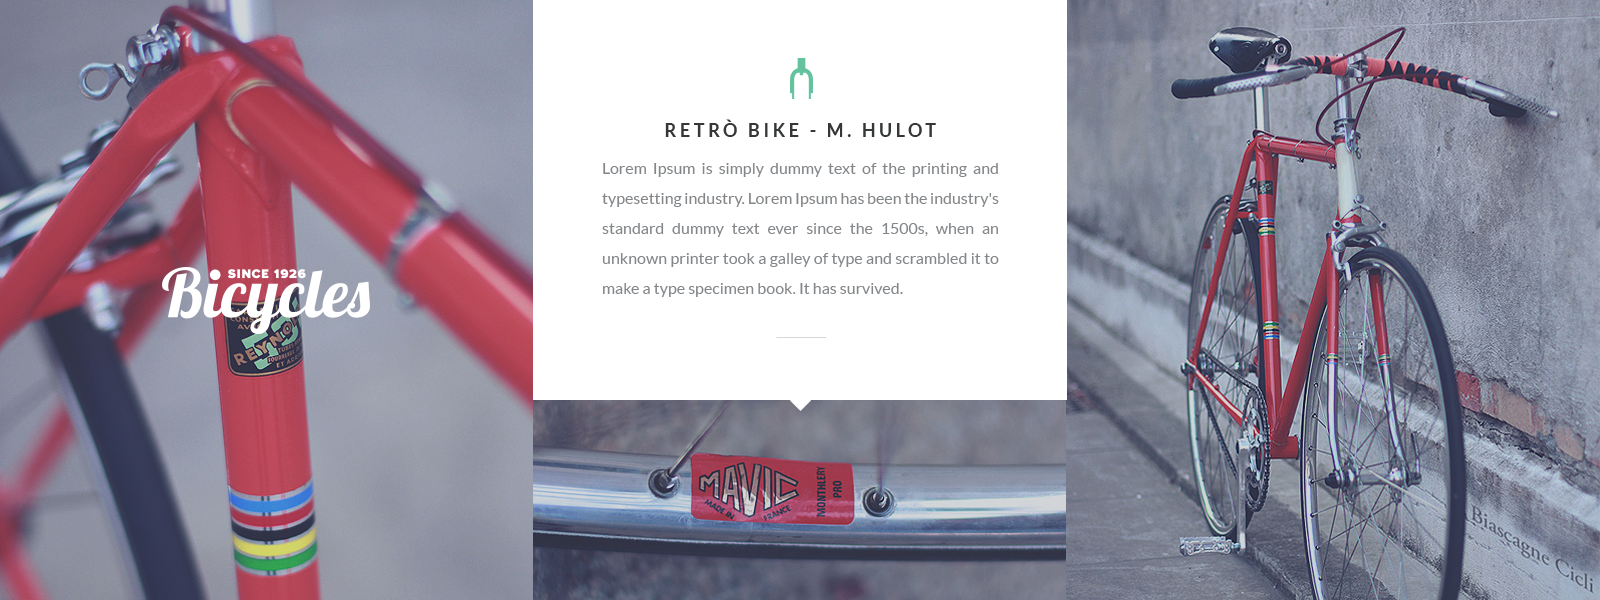 SINCE 1926
Bicycles
REYNO
RETRÒ BIKE - M. HULOT
Lorem Ipsum is simply dummy text of the printing and
typesetting industry. Lorem Ipsum has been the industry's
standard dummy text ever since the 1500s, when an
unknown printer took a galley of type and scrambled it to
make a type specimen book. It has survived.
MAVIC
MADE IN FRANCE
MONTHLERY
PRO
Biascagne Cicli